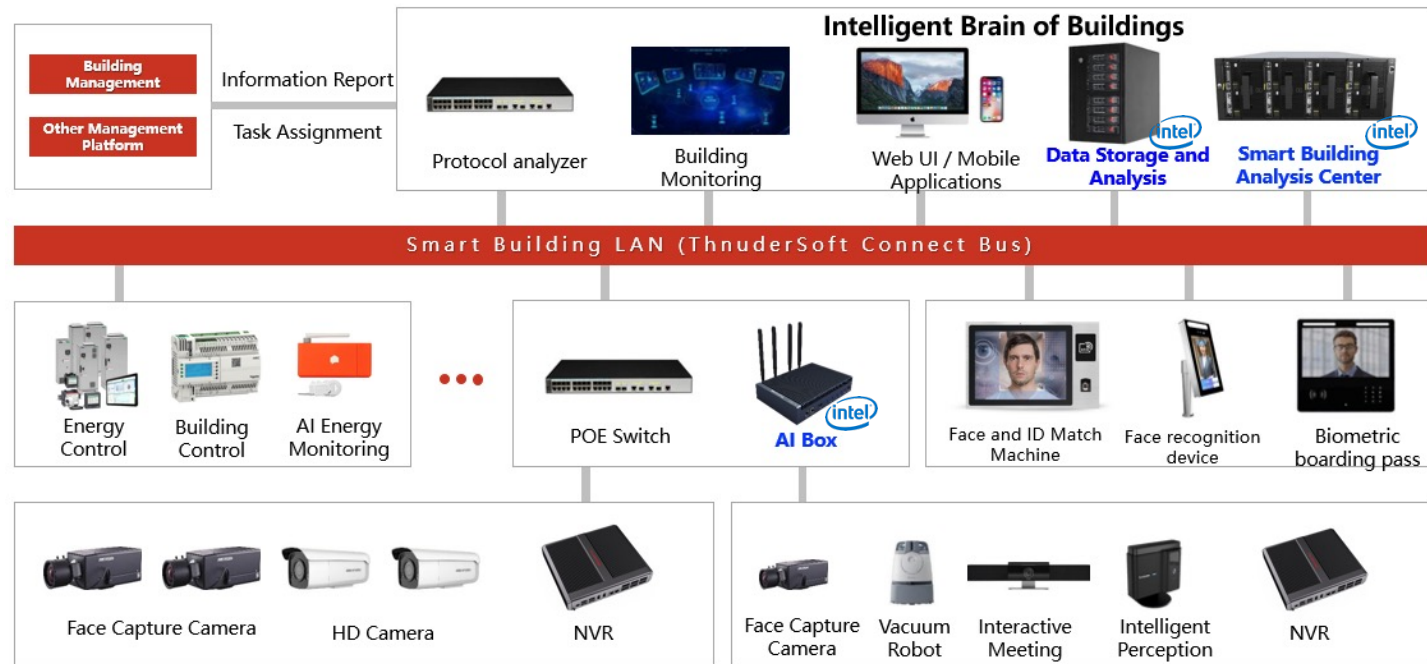 Intelligent Brain of Buildings
Building
Management
Other Management
Platform
Information Report
Task Assignment
Protocol analyzer
Building
Monitoring
Web UI / Mobile
Applications
intel
Data Storage and
Analysis
intel
Smart Building
Analysis Center
Smart Building LAN (ThnuderSoft Connect Bus)
Energy
Control
Building
Control
AI Energy
Monitoring
POE Switch
intel
AI Box
Face and ID Match
Machine
Face recognition
device
Biometric
boarding pass
Face Capture Camera
HD Camera
NVR
Face Capture
Camera
Vacuum
Robot
Interactive
Meeting
Intelligent
Perception
NVR